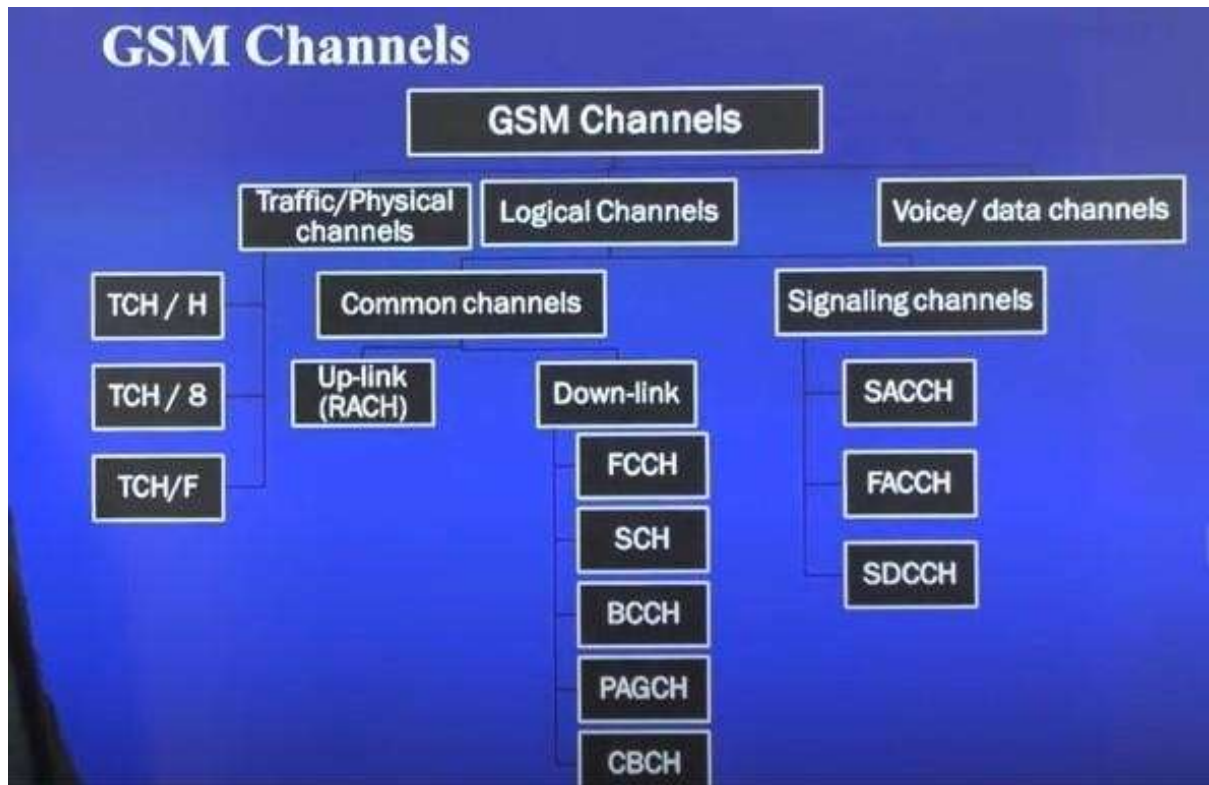 GSM Channels
GSM Channels
Traffic/Physical
channels
Logical Channels
Voice/ data channels
TCH / H
Common channels
Signaling channels
TCH / 8
Up-link
(RACH)
Down-link
SACCH
TCH/F
FCCH
FACCH
SCH
SDCCH
BCCH
PAGCH
CBCH